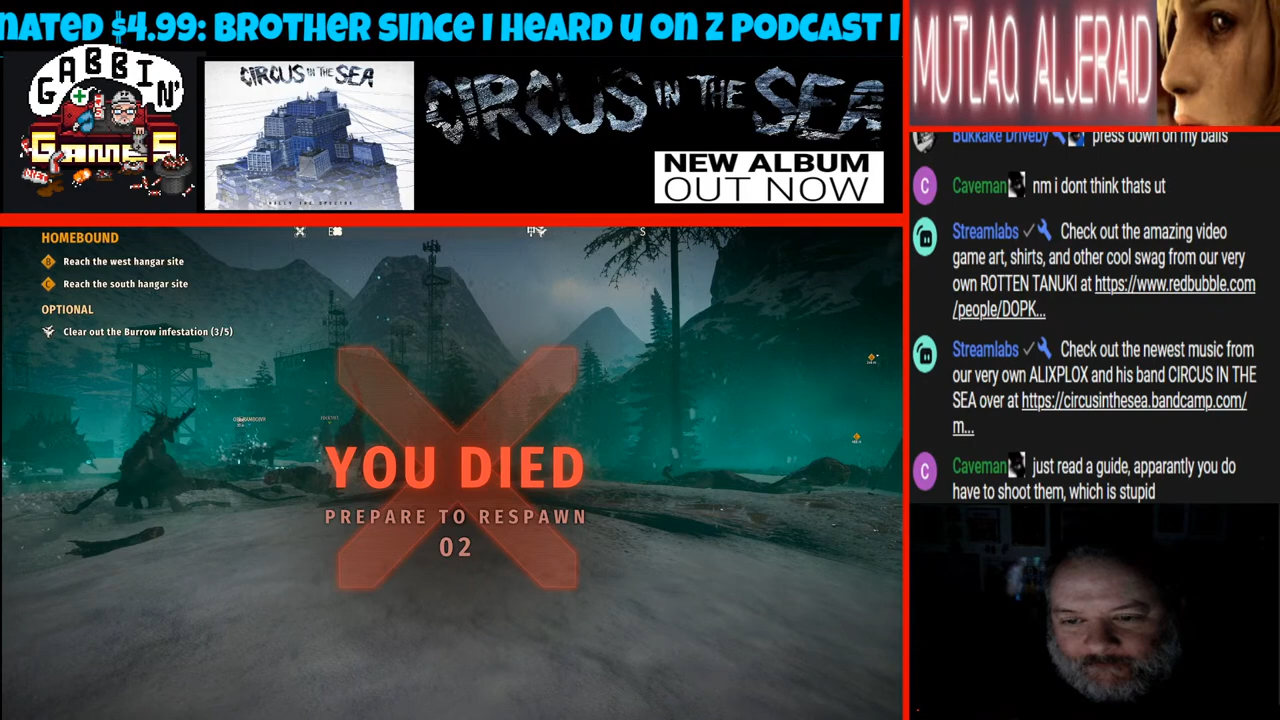 NATED $4.99: BROTHER SINCE I HEARD U ON Z PODCAST I
GABBIN'
GAMES
CIRCUS IN THE SEA
CIRCUS IN THE SEA
NEW ALBUM
OUT NOW
MUTLAQ ALJERAID
HOMEBOUND
B Reach the west hangar site
C Reach the south hangar site
OPTIONAL
Clear out the Burrow infestation (3/5)
S
YOU DIED
PREPARE TO RESPAWN
02
Bukkake Driveby press down on my balls
C Caveman nm i dont think thats ut
Streamlabs Check out the amazing video
game art, shirts, and other cool swag from our very
own ROTTEN TANUKI at https://www.redbubble.com
/people/DOPK...
Streamlabs Check out the newest music from
our very own ALIXPLOX and his band CIRCUS IN THE
SEA over at https://circusinthesea.bandcamp.com/
m...
C Caveman just read a guide, apparantly you do
have to shoot them, which is stupid